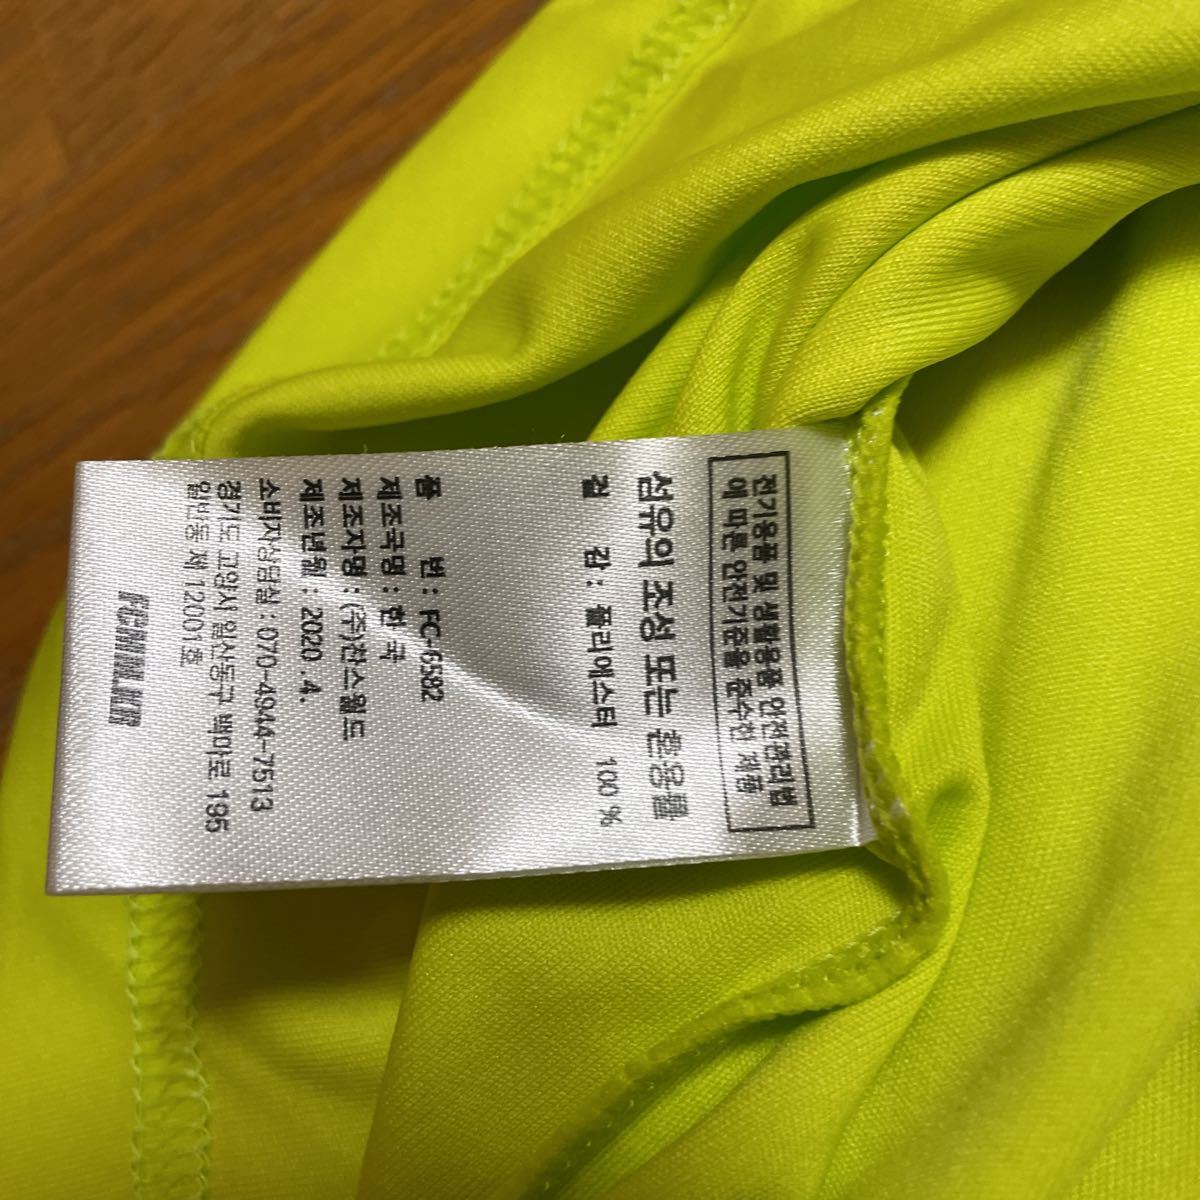 전기용품 및 생활용품 안전관리법
에 따른 안전기준을 준수한 제품
섬유의 조성 또는 혼용률
겉 감 : 폴리에스터 100 %
품 번 : FC-6582
제조국명 : 한국
제조자명 : (주)찬스월드
제조년월 : 2020 . 4.
소비자상담실 : 070-4944-7513
경기도 고양시 일산동구 백마로 195
일반동 제 12001호
FCMM.KR